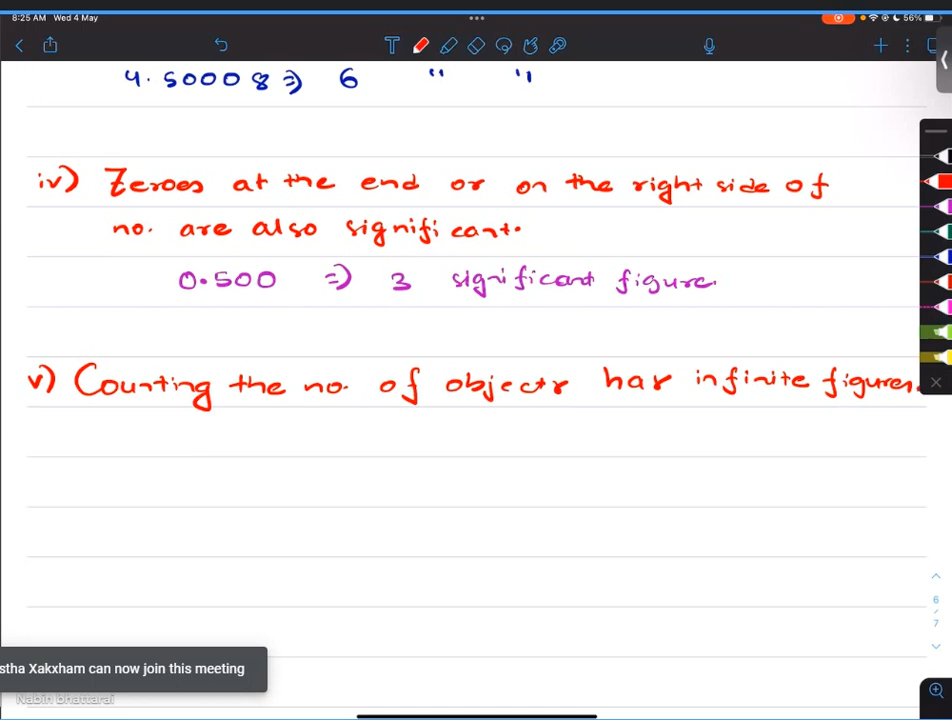 8:25 AM Wed 4 May
56%
4.50008 ⇒ 6 " "
iv) Zeroes at the end or on the right side of
no. are also significant.
0.500 ⇒ 3 significant figure.
v) Counting the no. of objects has infinite figures.
6
7
stha Xakxham can now join this meeting
Nabin bhattarai